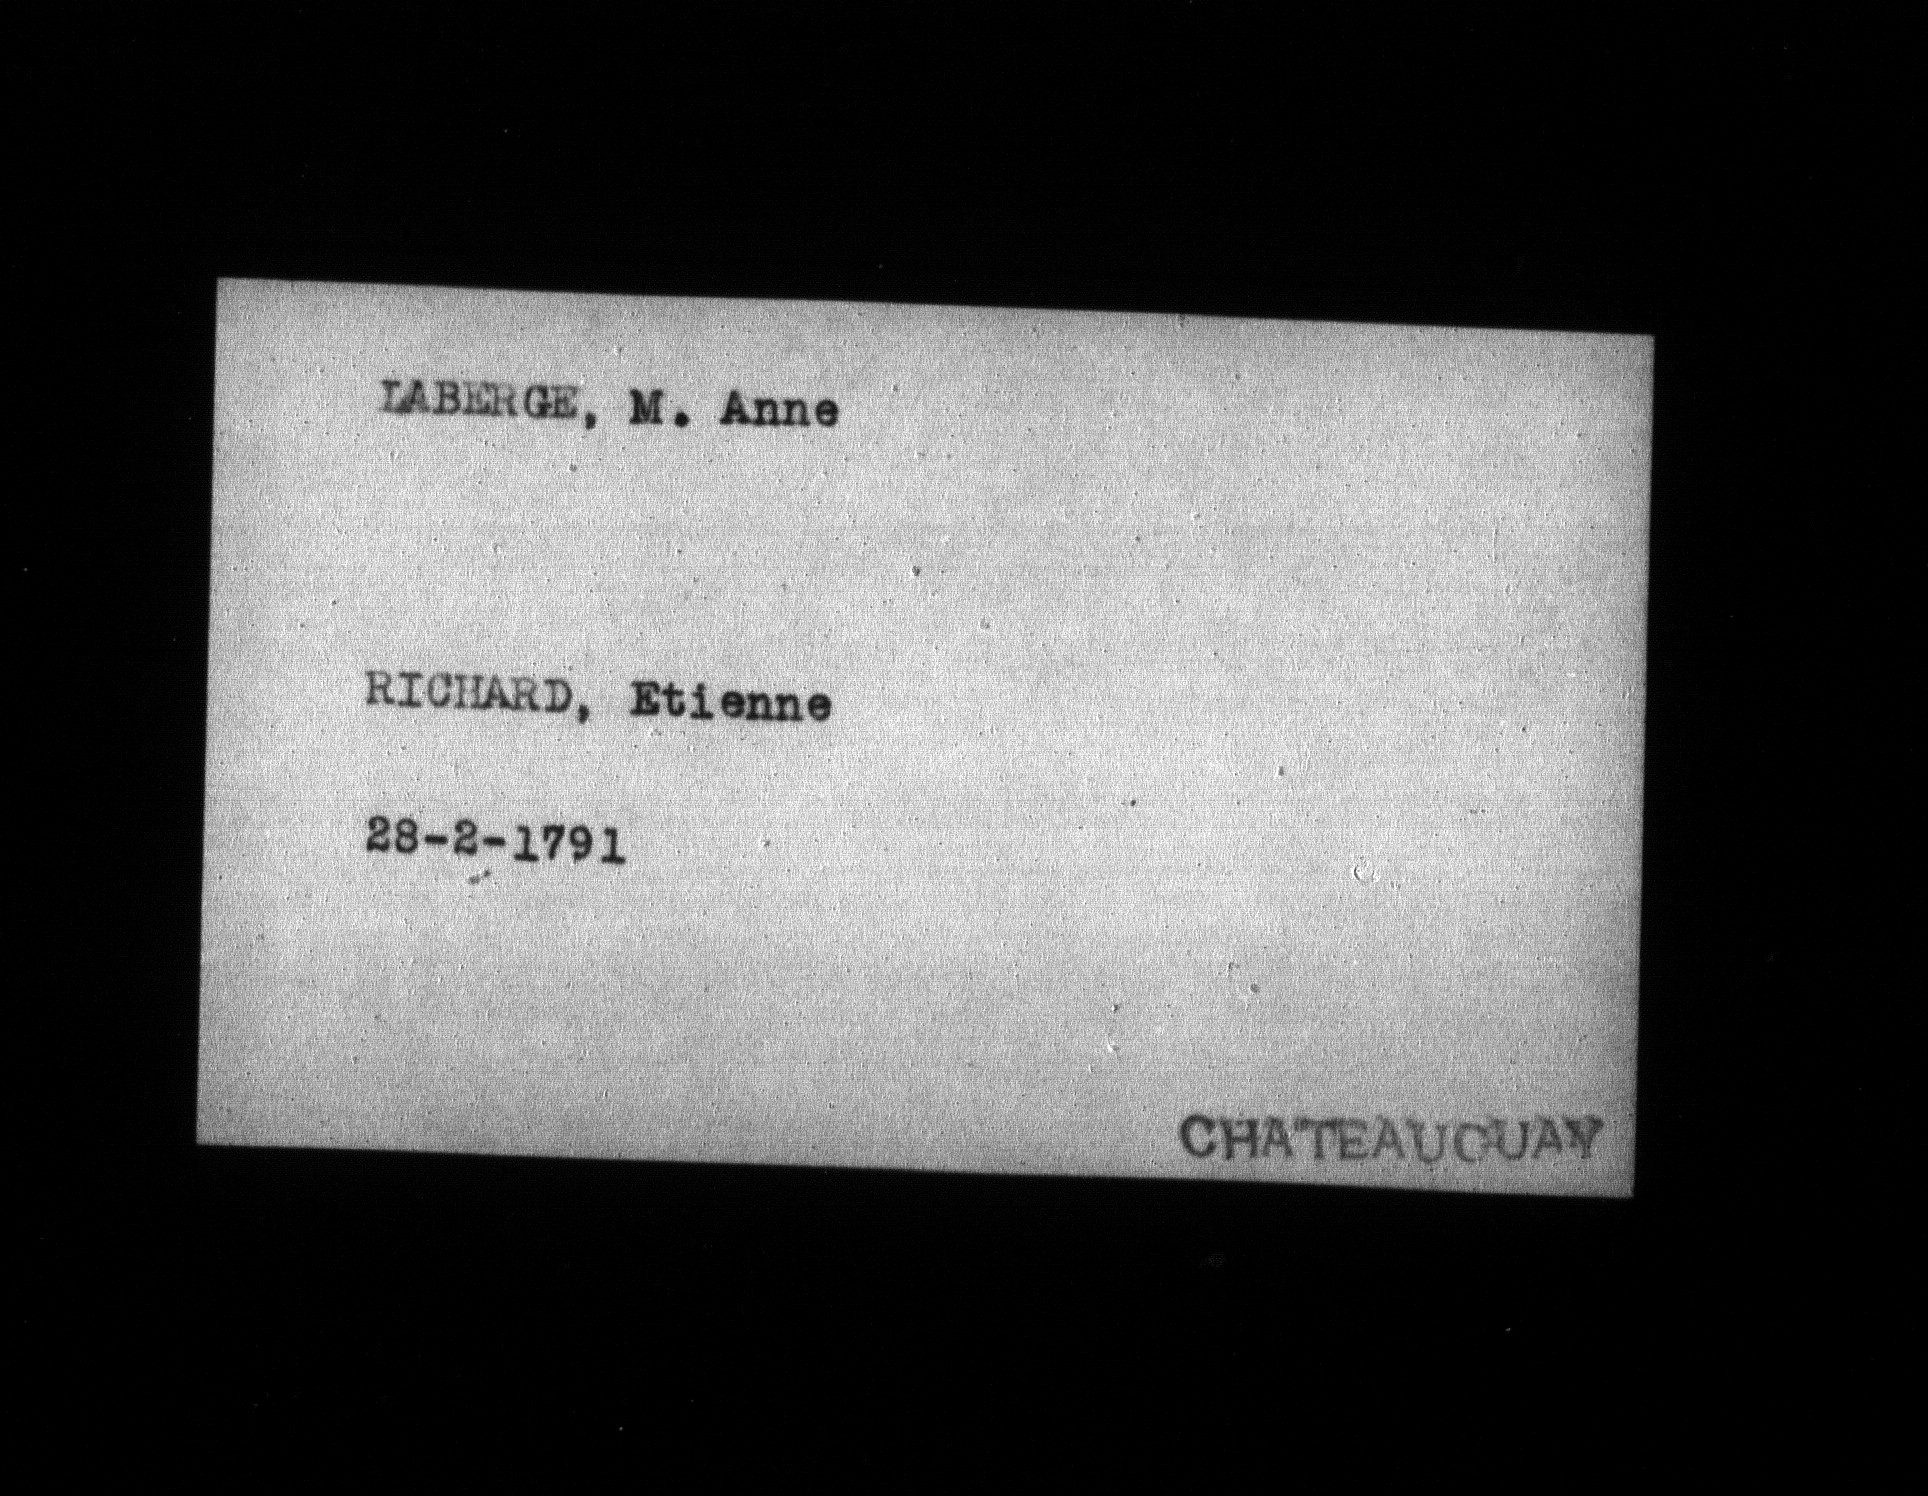 LABERGE, M. Anne
RICHARD, Etienne
28-2-1791
CHATEAUGUAY